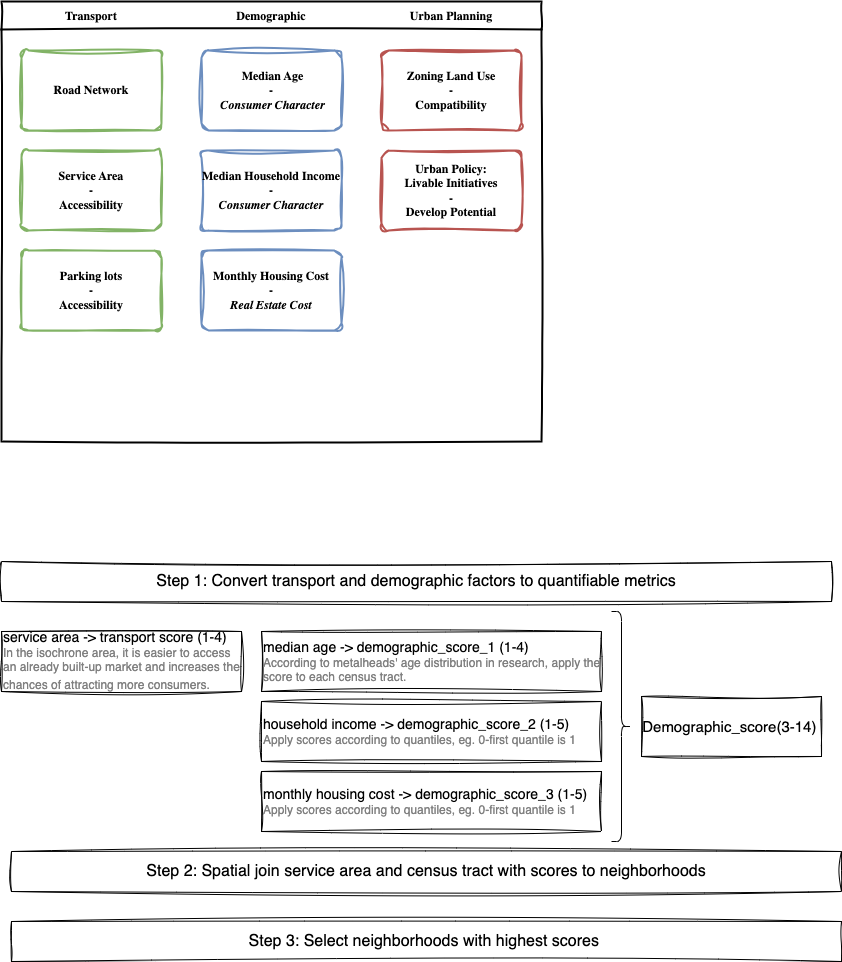 Transport
Demographic
Urban Planning
Road Network
Median Age
-
Consumer Character
Zoning Land Use
-
Compatibility
Service Area
-
Accessibility
Median Household Income
-
Consumer Character
Urban Policy:
Livable Initiatives
-
Develop Potential
Parking lots
-
Accessibility
Monthly Housing Cost
-
Real Estate Cost
Step 1: Convert transport and demographic factors to quantifiable metrics
service area -> transport score (1-4)
In the isochrone area, it is easier to access
an already built-up market and increases the
chances of attracting more consumers.
median age -> demographic_score_1 (1-4)
According to metalheads' age distribution in research, apply the
score to each census tract.
household income -> demographic_score_2 (1-5)
Apply scores according to quantiles, eg. 0-first quantile is 1
monthly housing cost -> demographic_score_3 (1-5)
Apply scores according to quantiles, eg. 0-first quantile is 1
Demographic_score(3-14)
Step 2: Spatial join service area and census tract with scores to neighborhoods
Step 3: Select neighborhoods with highest scores